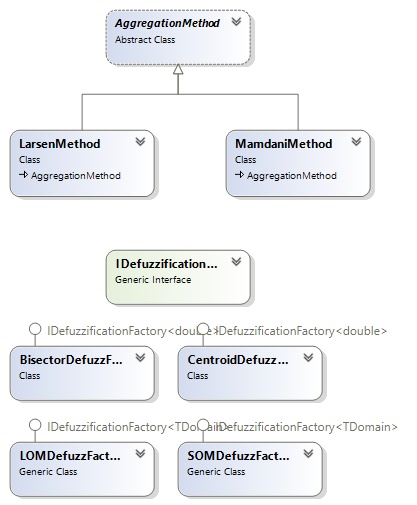 AggregationMethod
Abstract Class
LarsenMethod
Class
AggregationMethod
MamdaniMethod
Class
AggregationMethod
IDefuzzification...
Generic Interface
IDefuzzificationFactory<double>
IDefuzzificationFactory<double>
BisectorDefuzzF...
Class
CentroidDefuzz...
Class
IDefuzzificationFactory<TDomain>
IDefuzzificationFactory<TDomain>
LOMDefuzzFact...
Generic Class
SOMDefuzzFact...
Generic Class